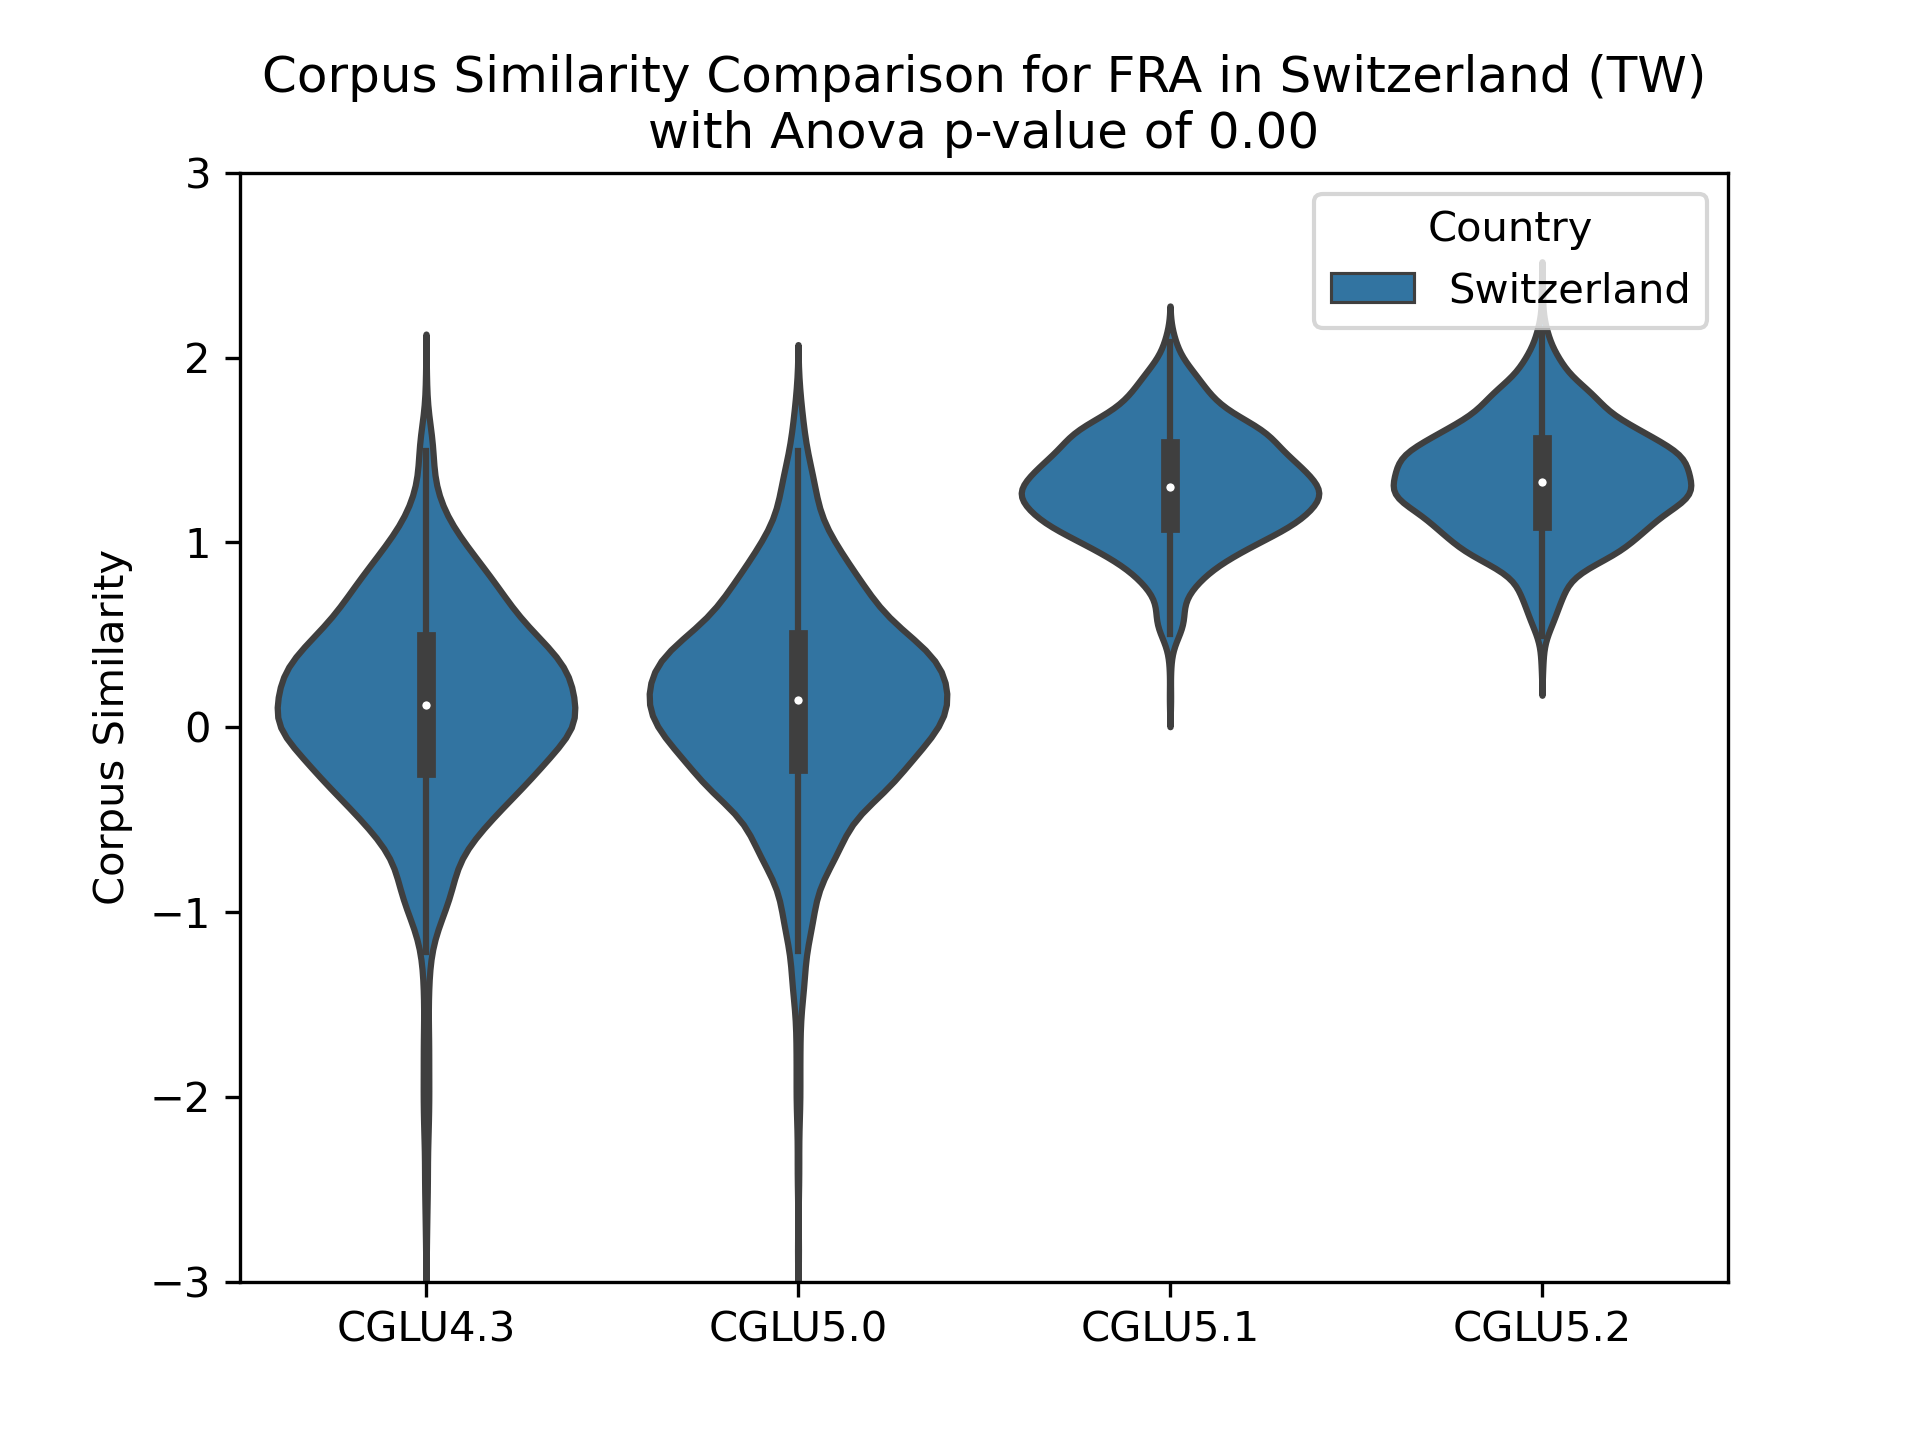 Corpus Similarity Comparison for FRA in Switzerland (TW)
with Anova p-value of 0.00
Country
Switzerland
Corpus Similarity
3
2
1
0
−1
−2
−3
CGLU4.3
CGLU5.0
CGLU5.1
CGLU5.2